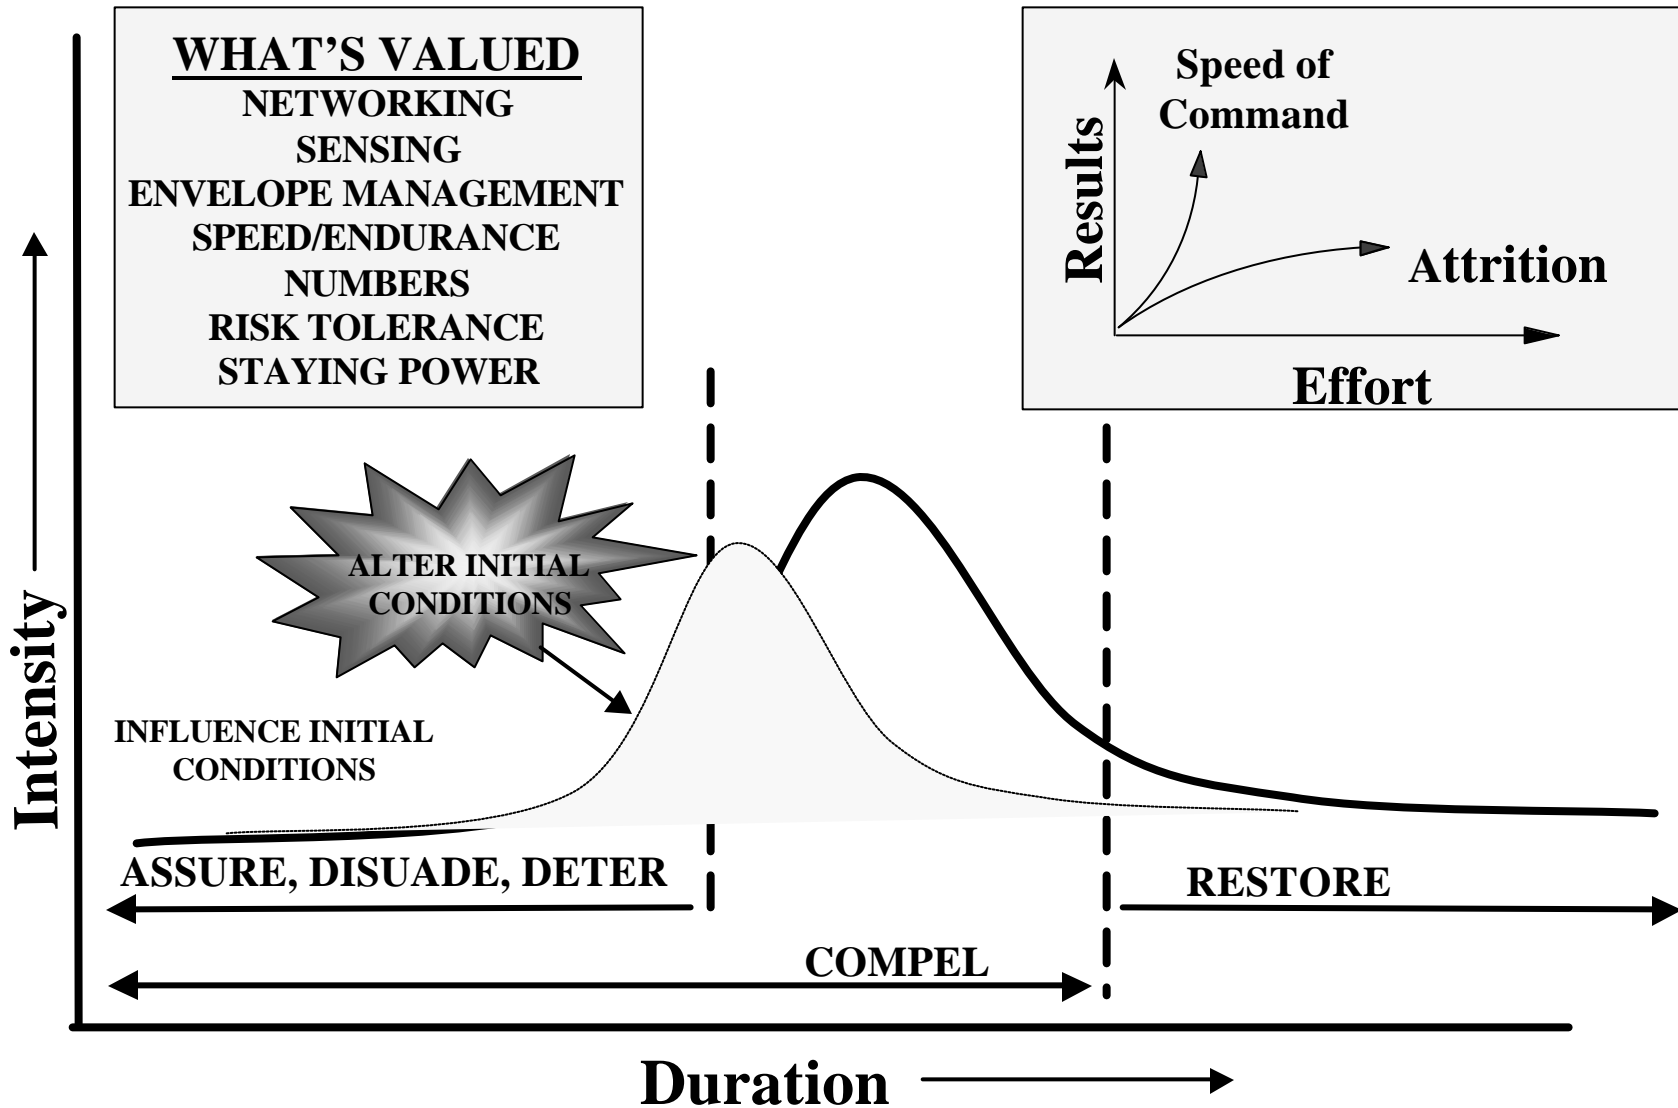 WHAT'S VALUED
NETWORKING
SENSING
ENVELOPE MANAGEMENT
SPEED/ENDURANCE
NUMBERS
RISK TOLERANCE
STAYING POWER
Speed of
Command
Results
Attrition
Effort
ALTER INITIAL
CONDITIONS
INFLUENCE INITIAL
CONDITIONS
Intensity
ASSURE, DISUADE, DETER
RESTORE
COMPEL
Duration